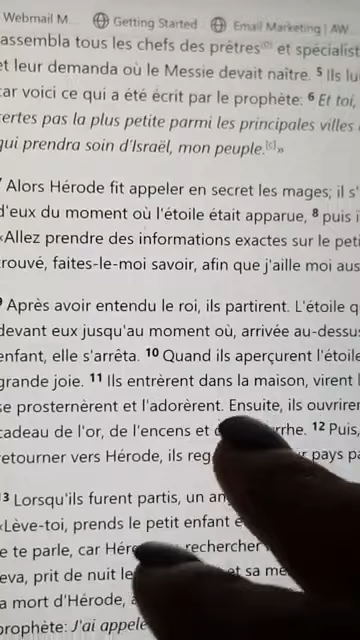 Webmail M... Getting Started Email Marketing | AW...
assembla tous les chefs des prêtres et spécialist
et leur demanda où le Messie devait naître. 5 Ils lu
car voici ce qui a été écrit par le prophète: 6 Et toi,
certes pas la plus petite parmi les principales villes
qui prendra soin d'Israël, mon peuple.[c]»
7 Alors Hérode fit appeler en secret les mages; il s'
d'eux du moment où l'étoile était apparue, 8 puis i
«Allez prendre des informations exactes sur le peti
trouvé, faites-le-moi savoir, afin que j'aille moi aus
9 Après avoir entendu le roi, ils partirent. L'étoile q
devant eux jusqu'au moment où, arrivée au-dessu
enfant, elle s'arrêta. 10 Quand ils aperçurent l'étoile
grande joie. 11 Ils entrèrent dans la maison, virent l
se prosternèrent et l'adorèrent. Ensuite, ils ouvrirer
cadeau de l'or, de l'encens et rrhe. 12 Puis,
retourner vers Hérode, ils reg pays pa
13 Lorsqu'ils furent partis, un an
«Lève-toi, prends le petit enfant e
te parle, car Hér rechercher
leva, prit de nuit le et sa mè
la mort d'Hérode,
prophète: J'ai appelé